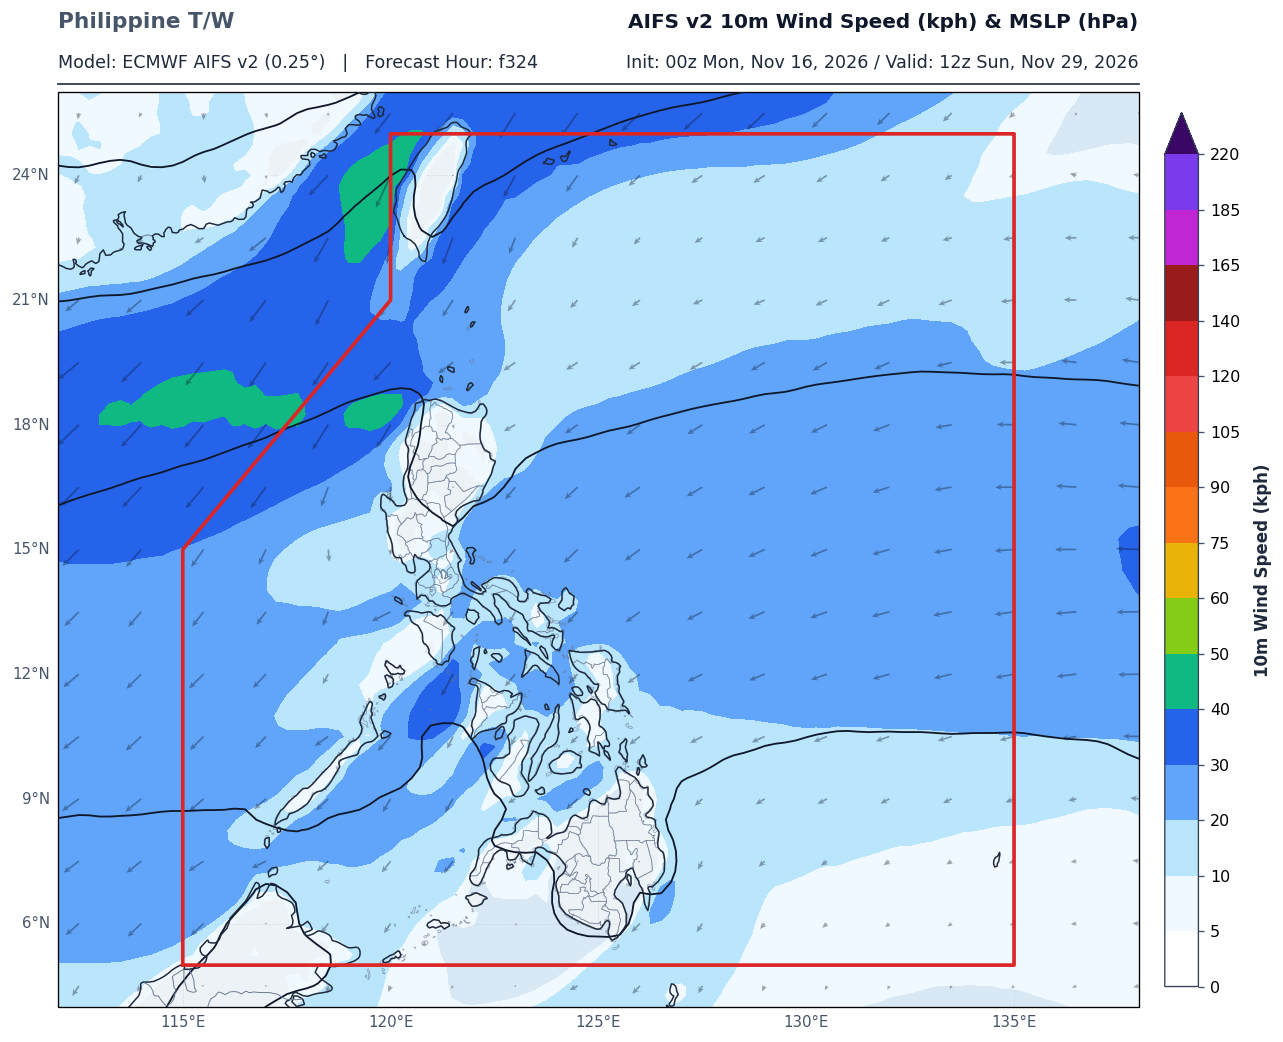 Philippine T/W
AIFS v2 10m Wind Speed (kph) & MSLP (hPa)
Model: ECMWF AIFS v2 (0.25°) | Forecast Hour: f324
Init: 00z Mon, Nov 16, 2026 / Valid: 12z Sun, Nov 29, 2026
24°N
21°N
18°N
15°N
12°N
9°N
6°N
115°E
120°E
125°E
130°E
135°E
220
185
165
140
120
105
90
75
60
50
40
30
20
10
5
0
10m Wind Speed (kph)